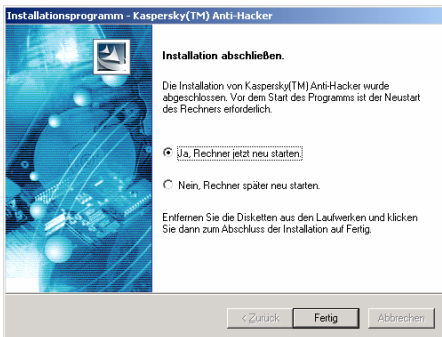 Installationsprogramm - Kaspersky(TM) Anti-Hacker
Installation abschließen.
Die Installation von Kaspersky(TM) Anti-Hacker wurde
abgeschlossen. Vor dem Start des Programms ist der Neustart
des Rechners erforderlich.
Ja, Rechner jetzt neu starten.
Nein, Rechner später neu starten.
Entfernen Sie die Disketten aus den Laufwerken und klicken
Sie dann zum Abschluss der Installation auf Fertig.
< Zurück Fertig Abbrechen